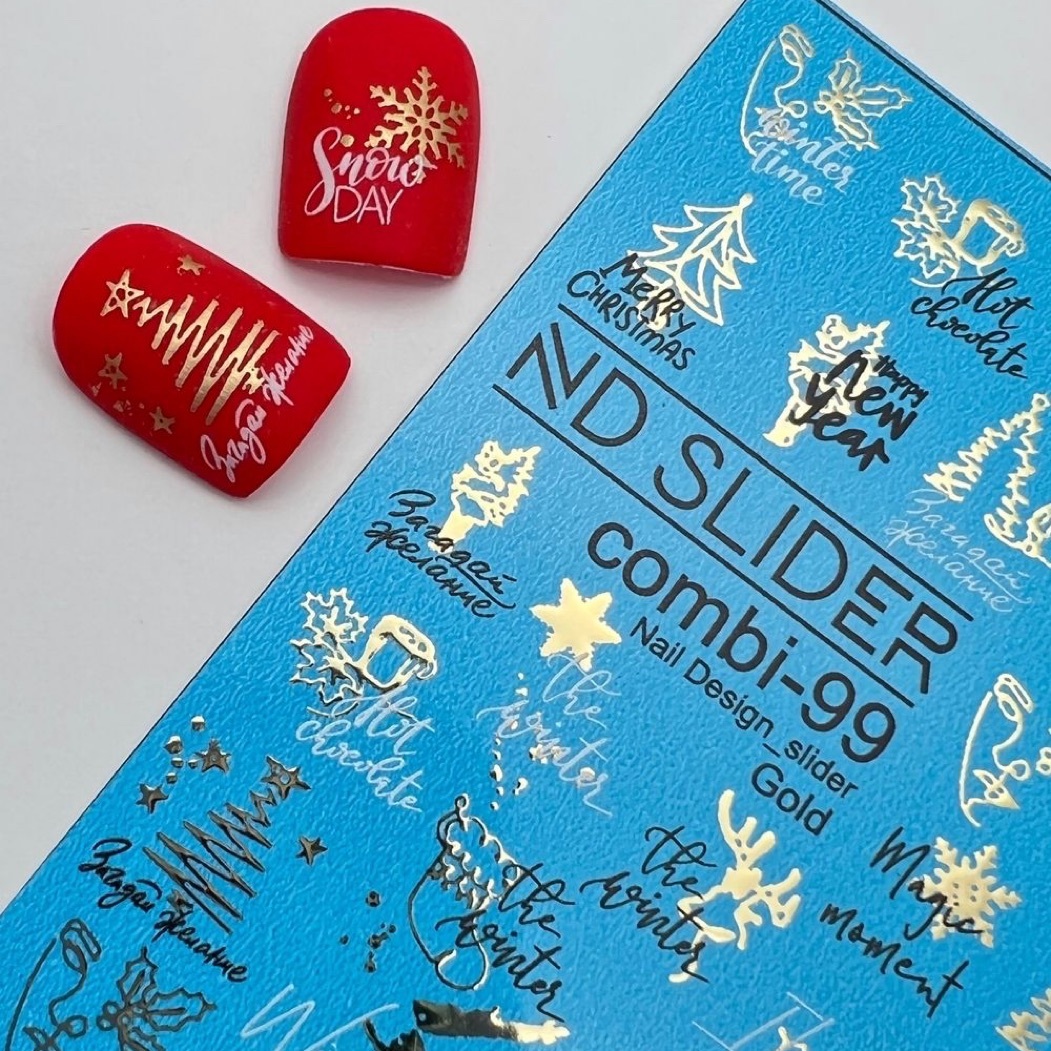 Snow
DAY
Загадай желание
winter
time
Hot
chocolate
MERRY
CHRISTMAS
Happy
New
Year
ND SLIDER
combi-99
Nail Design_slider
Gold
Загадай
желание
Загадай
желание
Hot
chocolate
the
winter
Загадай желание
the
winter
the
winter
Magic
moment